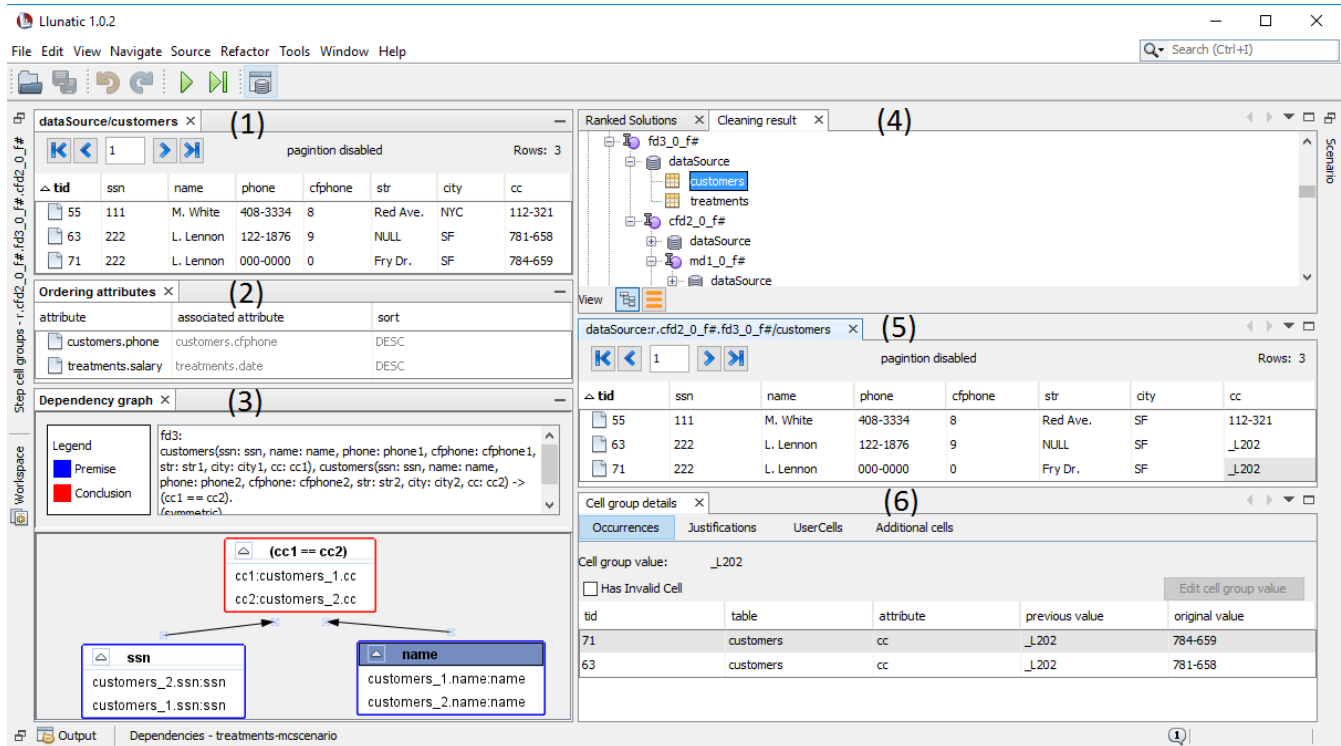 Llunatic 1.0.2
File Edit View Navigate Source Refactor Tools Window Help
Search (Ctrl+I)
Step cell groups - r.cfd2_0_f#.fd3_0_f#.cfd2_0_f#
Workspace
dataSource/customers
(1)
1
pagintion disabled
Rows: 3
tid ssn name phone cfphone str city cc
55 111 M. White 408-3334 8 Red Ave. NYC 112-321
63 222 L. Lennon 122-1876 9 NULL SF 781-658
71 222 L. Lennon 000-0000 0 Fry Dr. SF 784-659
Ordering attributes
(2)
attribute associated attribute sort
customers.phone customers.cfphone DESC
treatments.salary treatments.date DESC
Dependency graph
(3)
Legend
Premise
Conclusion
fd3:
customers(ssn: ssn, name: name, phone: phone1, cfphone: cfphone1,
str: str1, city: city1, cc: cc1), customers(ssn: ssn, name: name,
phone: phone2, cfphone: cfphone2, str: str2, city: city2, cc: cc2) ->
(cc1 == cc2).
(symmetric)
(cc1 == cc2)
cc1:customers_1.cc
cc2:customers_2.cc
ssn
customers_2.ssn:ssn
customers_1.ssn:ssn
name
customers_1.name:name
customers_2.name:name
Ranked Solutions
Cleaning result
(4)
fd3_0_f#
dataSource
customers
treatments
cfd2_0_f#
dataSource
md1_0_f#
dataSource
View
Scenario
dataSource:r.cfd2_0_f#.fd3_0_f#/customers
(5)
1
pagintion disabled
Rows: 3
tid ssn name phone cfphone str city cc
55 111 M. White 408-3334 8 Red Ave. SF 112-321
63 222 L. Lennon 122-1876 9 NULL SF _L202
71 222 L. Lennon 000-0000 0 Fry Dr. SF _L202
Cell group details
(6)
Occurrences Justifications UserCells Additional cells
Cell group value: _L202
Has Invalid Cell
Edit cell group value
tid table attribute previous value original value
71 customers cc _L202 784-659
63 customers cc _L202 781-658
Output
Dependencies - treatments-mcscenario
1